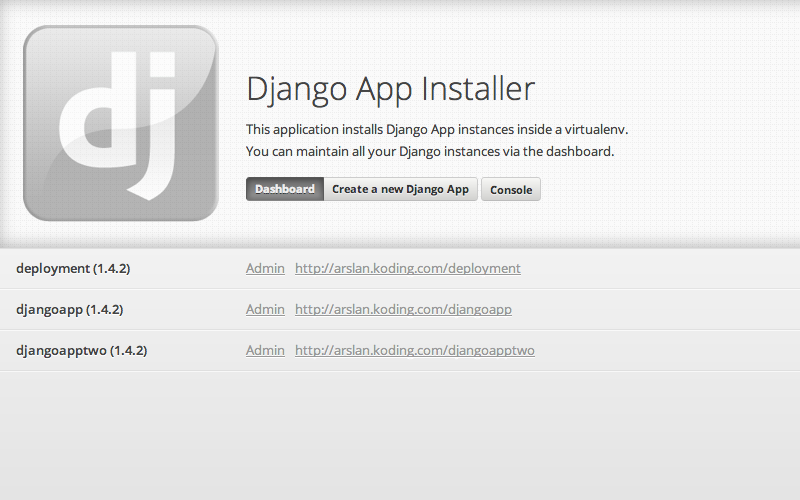 dj
Django App Installer
This application installs Django App instances inside a virtualenv.
You can maintain all your Django instances via the dashboard.
Dashboard Create a new Django App Console
deployment (1.4.2) Admin http://arslan.koding.com/deployment
djangoapp (1.4.2) Admin http://arslan.koding.com/djangoapp
djangoapptwo (1.4.2) Admin http://arslan.koding.com/djangoapptwo